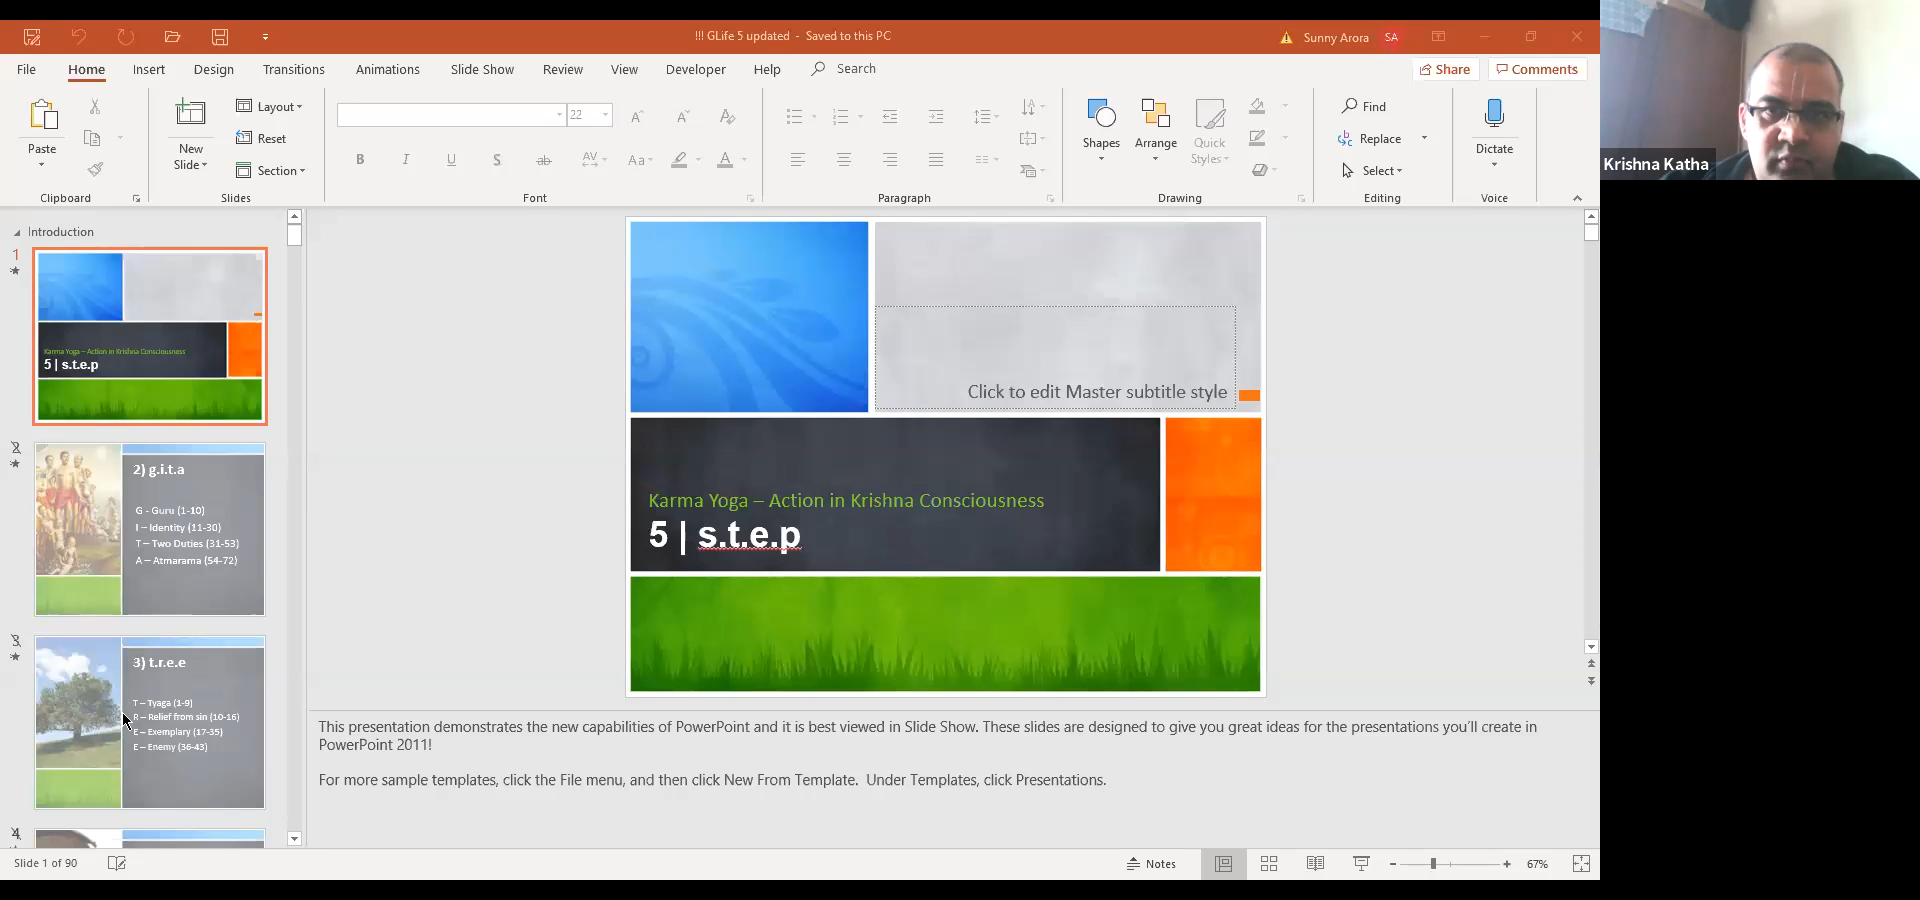 !!! GLife 5 updated - Saved to this PC
Sunny Arora
SA
File
Home
Insert
Design
Transitions
Animations
Slide Show
Review
View
Developer
Help
Search
Share
Comments
Paste
New
Slide
Layout
Reset
Section
22
B
I
U
S
ab
AV
Aa
A
Shapes
Arrange
Quick
Styles
Find
Replace
Select
Dictate
Clipboard
Slides
Font
Paragraph
Drawing
Editing
Voice
Krishna Katha
Introduction
1
Karma Yoga – Action in Krishna Consciousness
5 | s.t.e.p
2
2) g.i.t.a
G - Guru (1-10)
I – Identity (11-30)
T – Two Duties (31-53)
A – Atmarama (54-72)
3
3) t.r.e.e
T – Tyaga (1-9)
R – Relief from sin (10-16)
E – Exemplary (17-35)
E – Enemy (36-43)
4
Click to edit Master subtitle style
Karma Yoga – Action in Krishna Consciousness
5 | s.t.e.p
This presentation demonstrates the new capabilities of PowerPoint and it is best viewed in Slide Show. These slides are designed to give you great ideas for the presentations you'll create in
PowerPoint 2011!
For more sample templates, click the File menu, and then click New From Template.  Under Templates, click Presentations.
Slide 1 of 90
Notes
67%